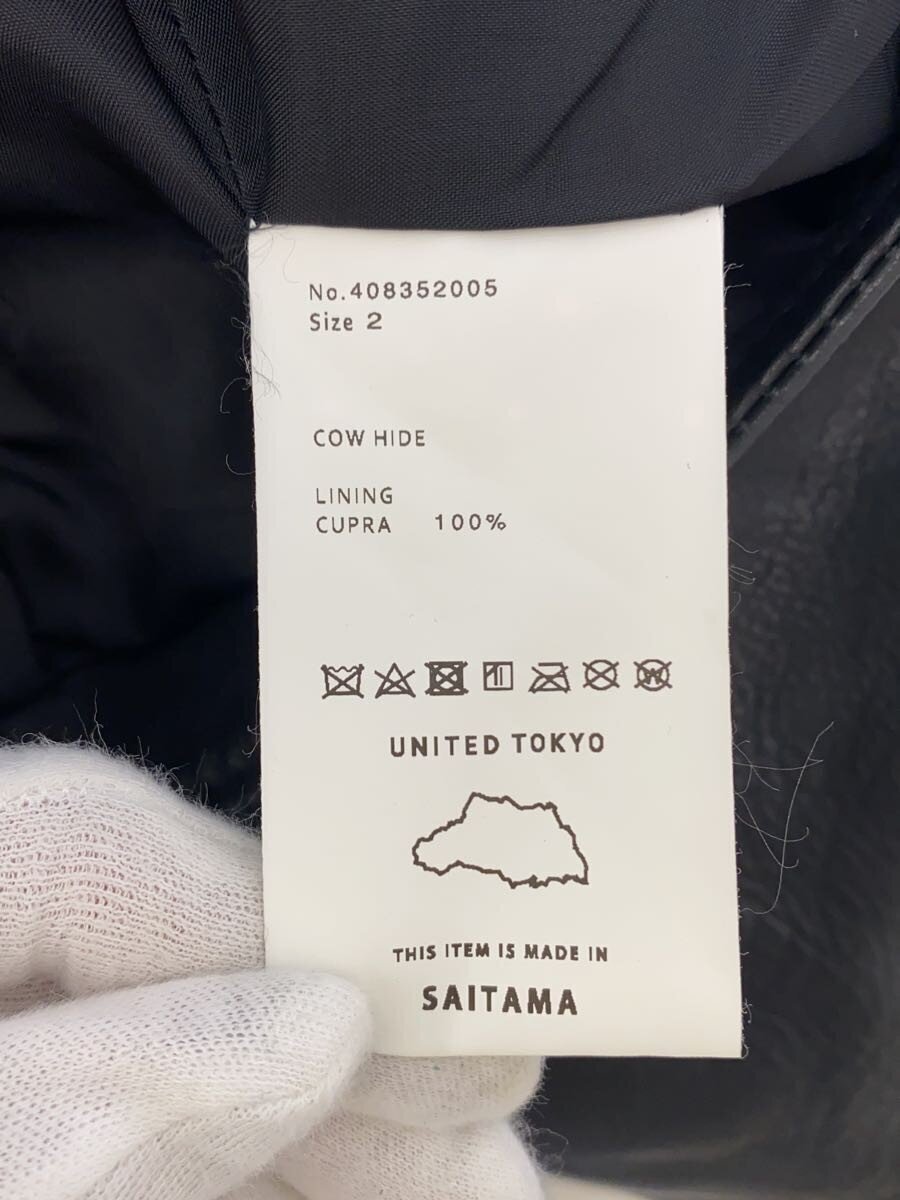 No.408352005
Size 2
COW HIDE
LINING
CUPRA 100%
UNITED TOKYO
THIS ITEM IS MADE IN
SAITAMA